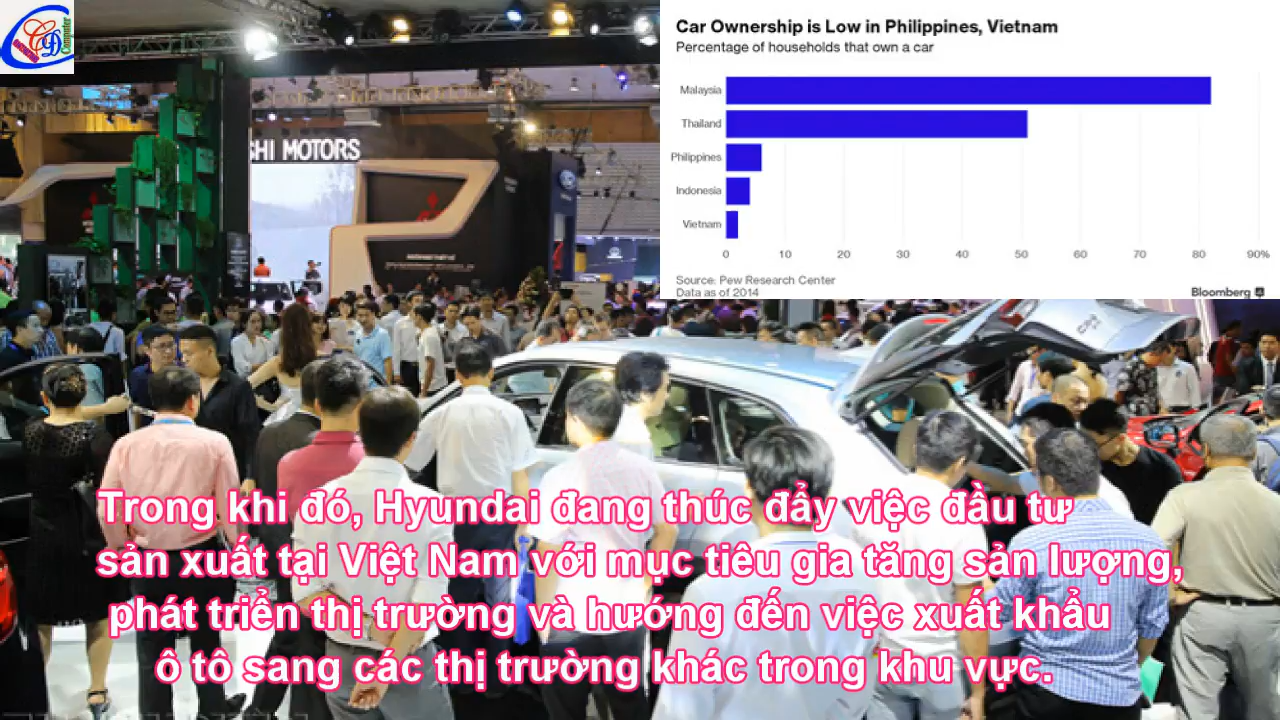 Car Ownership is Low in Philippines, Vietnam
Percentage of households that own a car
Malaysia
Thailand
Philippines
Indonesia
Vietnam
0 10 20 30 40 50 60 70 80 90%
Source: Pew Research Center
Data as of 2014
Bloomberg
Computer
SHI MOTORS
Trong khi đó, Hyundai đang thúc đẩy việc đầu tư
sản xuất tại Việt Nam với mục tiêu gia tăng sản lượng,
phát triển thị trường và hướng đến việc xuất khẩu
ô tô sang các thị trường khác trong khu vực.